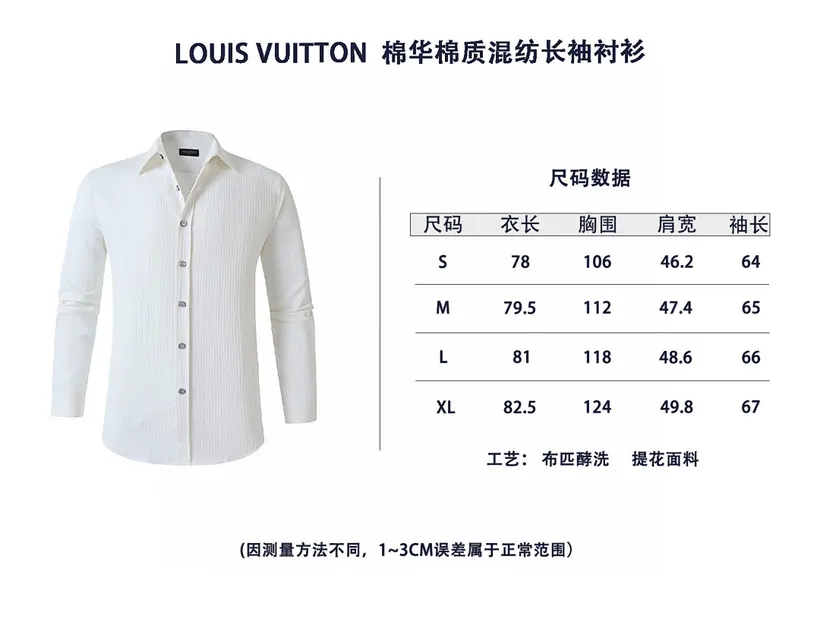 LOUIS VUITTON 棉华棉质混纺长袖衬衫
尺码数据
尺码 衣长 胸围 肩宽 袖长
S 78 106 46.2 64
M 79.5 112 47.4 65
L 81 118 48.6 66
XL 82.5 124 49.8 67
工艺： 布匹酵洗 提花面料
(因测量方法不同，1~3CM误差属于正常范围)